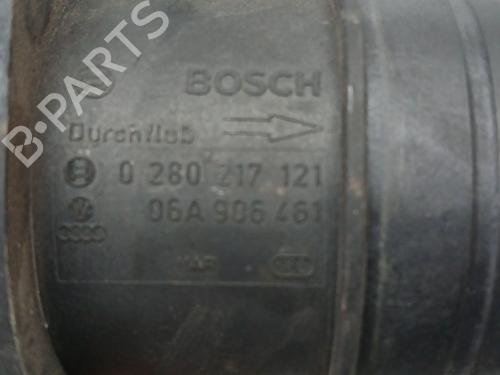 B-PARTS
BOSCH
Durchfluß
0 280 217 121
06A 906 461